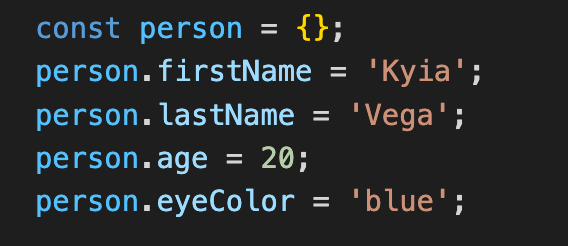 const person = {};
person.firstName = 'Kyia';
person.lastName = 'Vega';
person.age = 20;
person.eyeColor = 'blue';